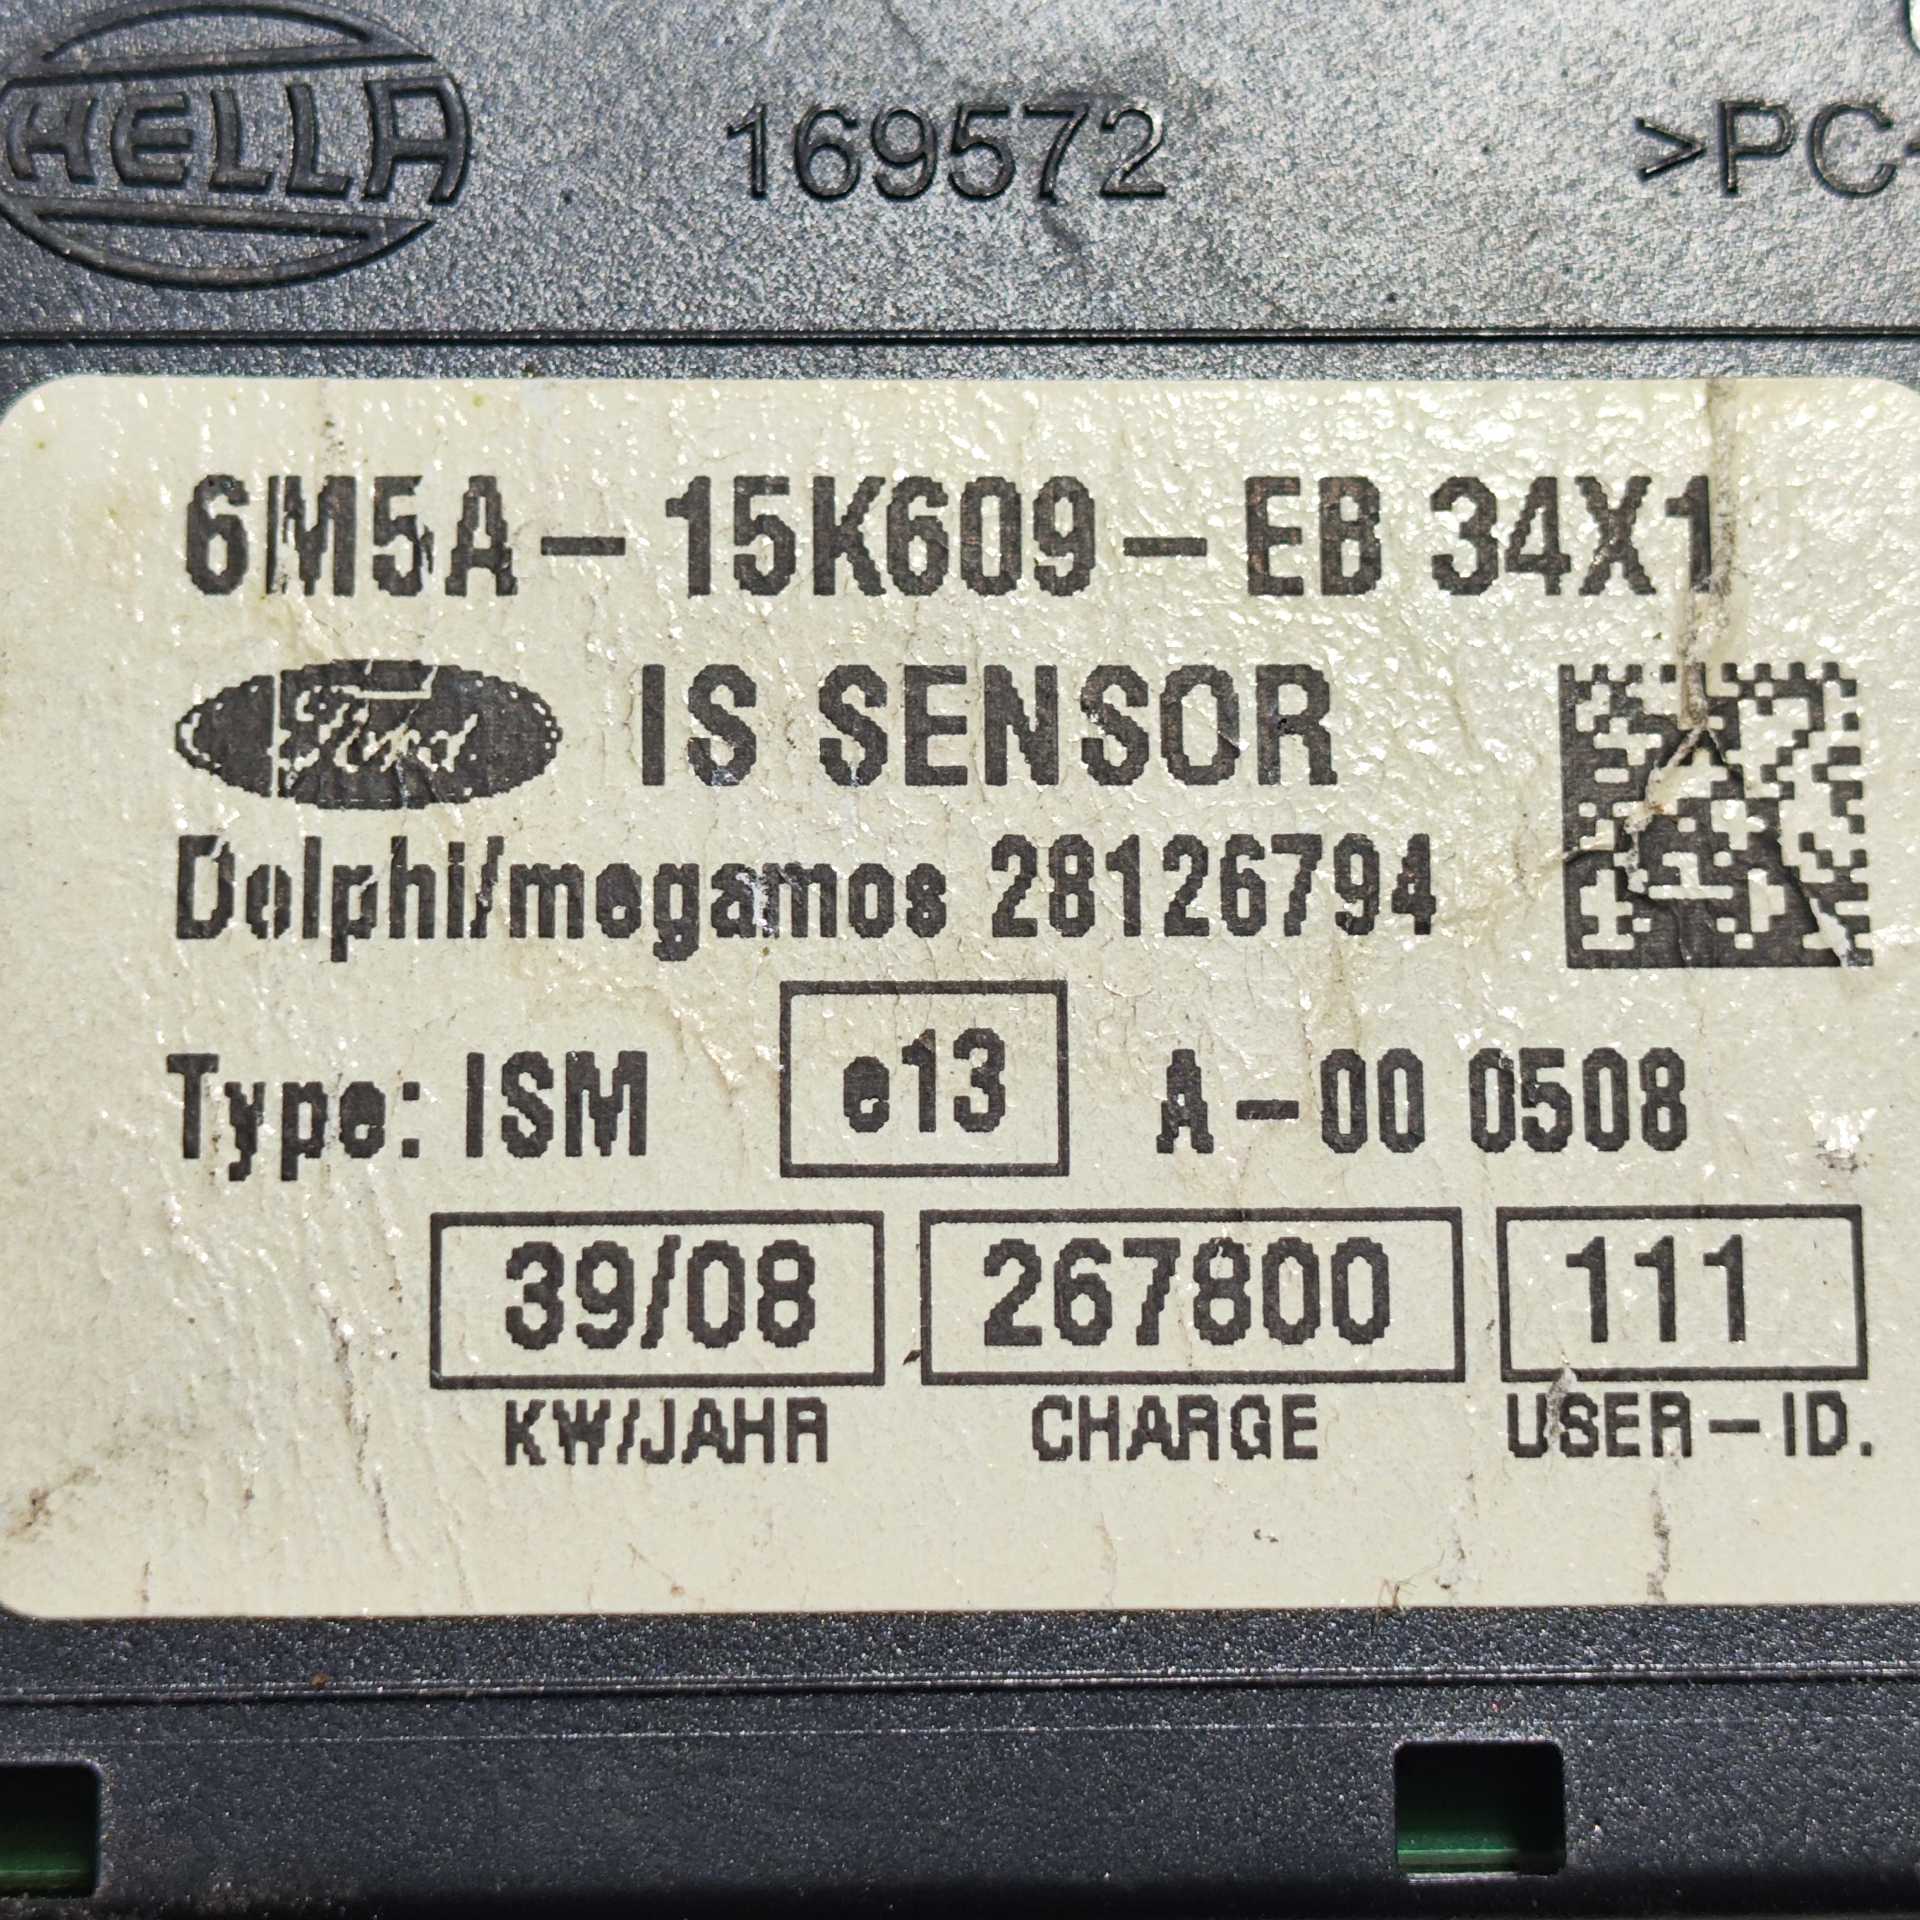 HELLA 169572 >PC-
6M5A-15K609-EB 34X1
Ford IS SENSOR
Delphi/megamos 28126794
Type: ISM e13 A-00 0508
39/08 267800 111
KW/JAHR CHARGE USER-ID.